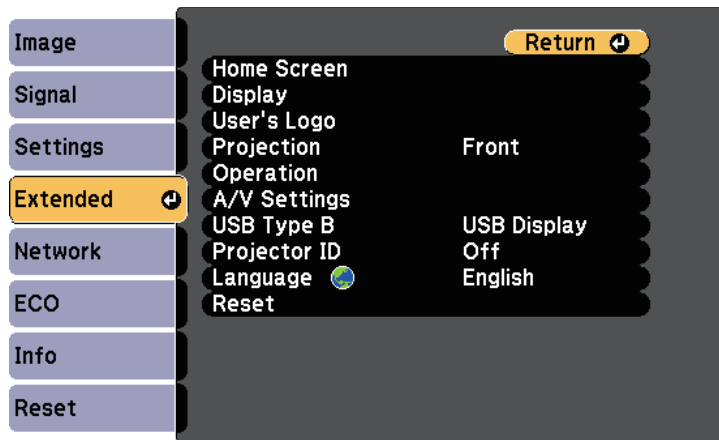 Image
Signal
Settings
Extended
Network
ECO
Info
Reset
Return
Home Screen
Display
User's Logo
Projection Front
Operation
A/V Settings
USB Type B USB Display
Projector ID Off
Language English
Reset